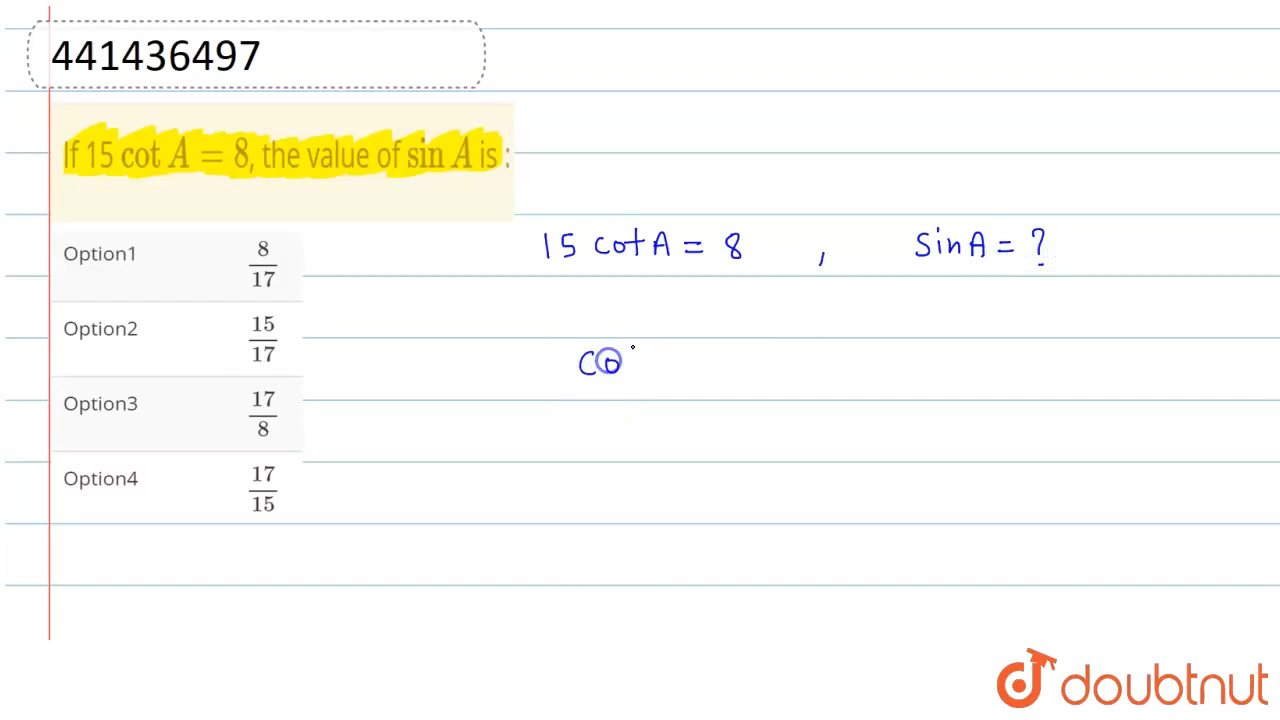 441436497
If 15 cot A = 8, the value of sin A is :
15 cot A = 8 , sin A = ?
Option1 8/17
Option2 15/17
co
Option3 17/8
Option4 17/15
doubtnut